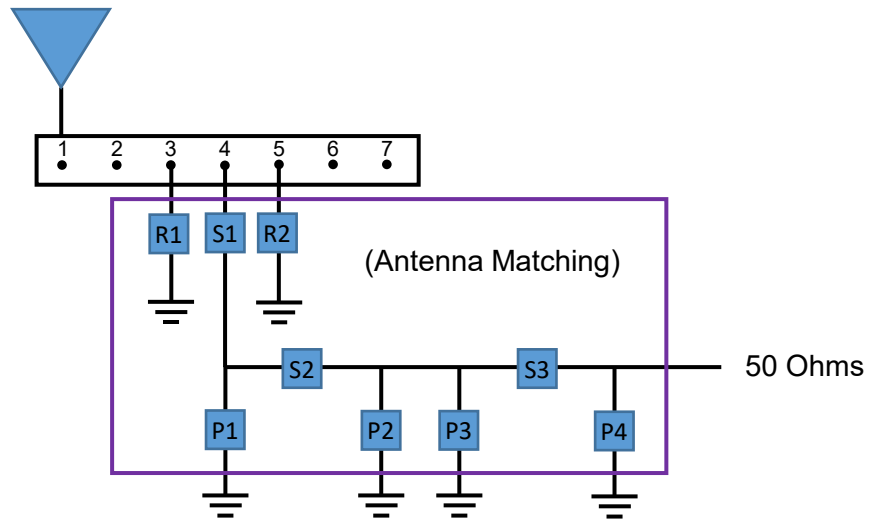 1 2 3 4 5 6 7
R1 S1 R2
(Antenna Matching)
S2 S3 50 Ohms
P1 P2 P3 P4